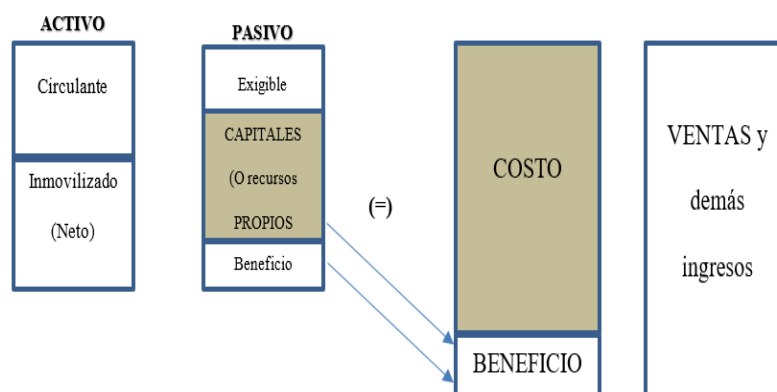 ACTIVO
Circulante
Inmovilizado
(Neto)
PASIVO
Exigible
CAPITALES
(O recursos
PROPIOS
Beneficio
(=)
COSTO
BENEFICIO
VENTAS y
demás
ingresos